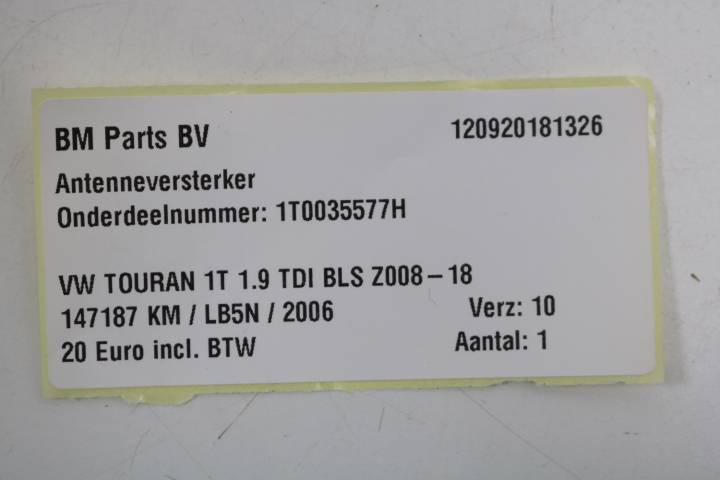 BM Parts BV 120920181326
Antenneversterker
Onderdeelnummer: 1T0035577H
VW TOURAN 1T 1.9 TDI BLS Z008-18
147187 KM / LB5N / 2006 Verz: 10
20 Euro incl. BTW Aantal: 1